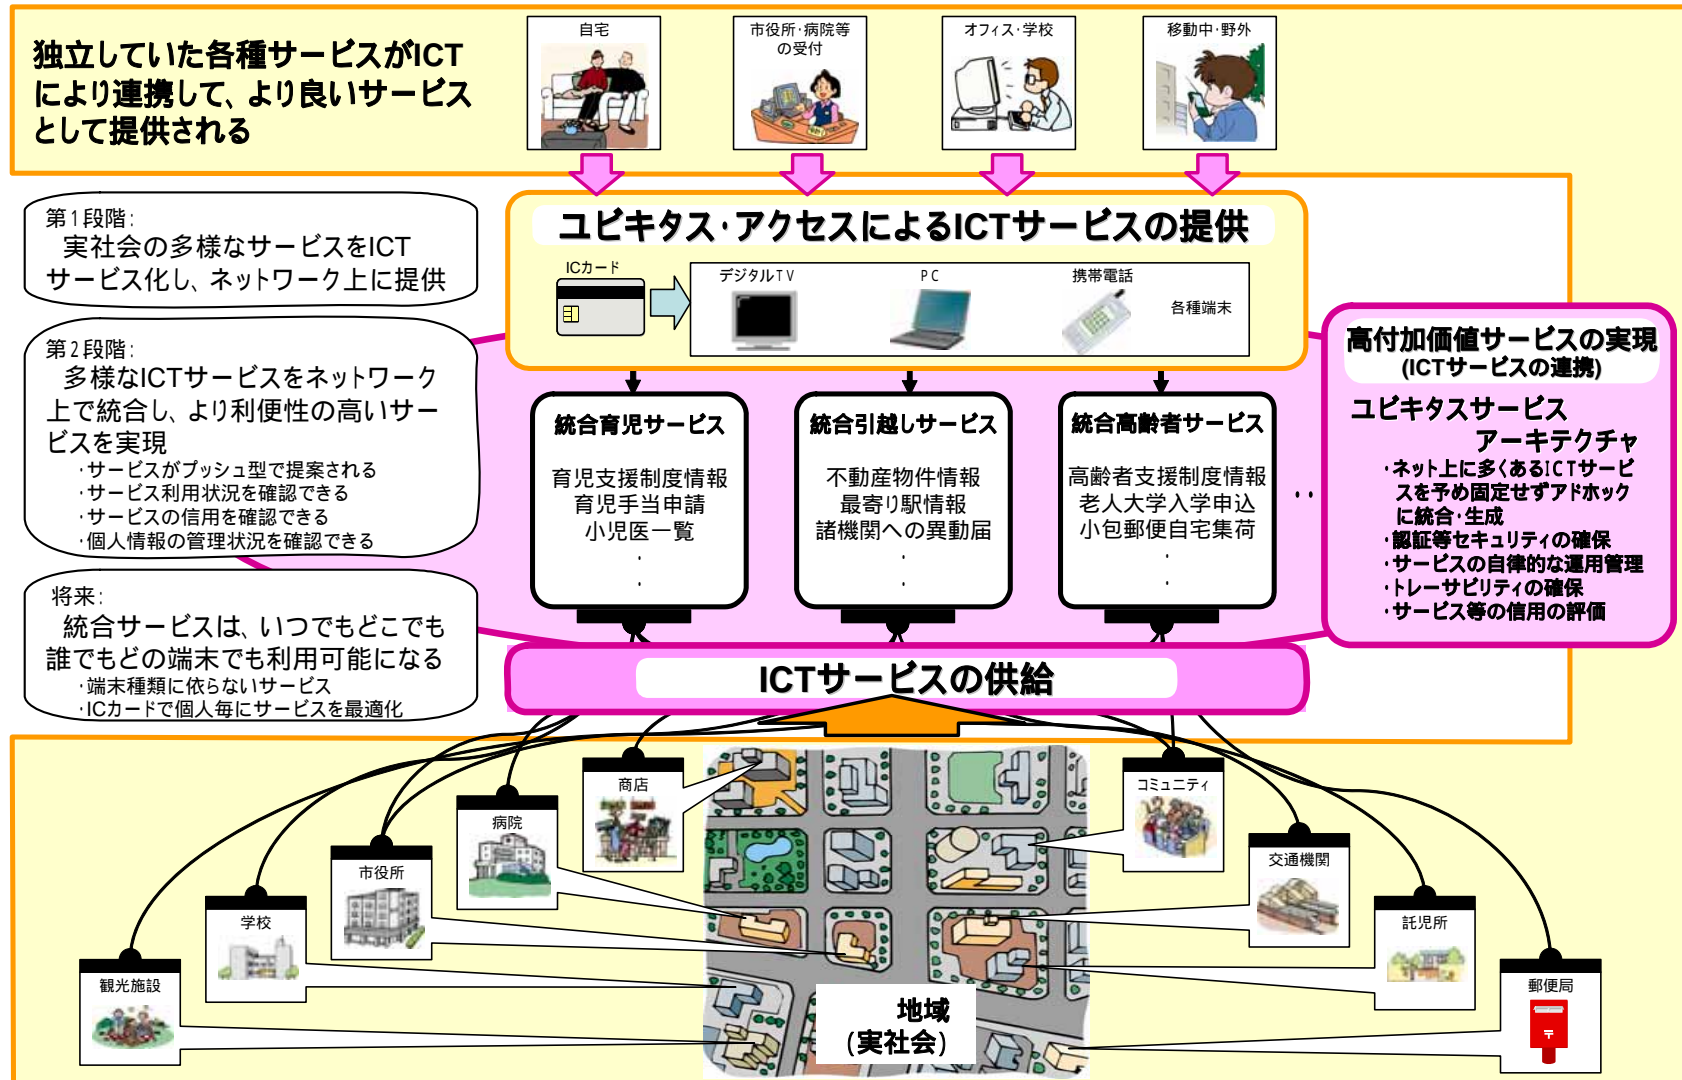 独立していた各種サービスがICT
により連携して、より良いサービス
として提供される
自宅
市役所・病院等
の受付
オフィス・学校
移動中・野外
第1段階:
実社会の多様なサービスをICT
サービス化し、ネットワーク上に提供
第2段階:
多様なICTサービスをネットワーク
上で統合し、より利便性の高いサー
ビスを実現
・サービスがプッシュ型で提案される
・サービス利用状況を確認できる
・サービスの信用を確認できる
・個人情報の管理状況を確認できる
将来:
統合サービスは、いつでもどこでも
誰でもどの端末でも利用可能になる
・端末種類に依らないサービス
・ICカードで個人毎にサービスを最適化
ユビキタス・アクセスによるICTサービスの提供
ICカード
デジタルTV
PC
携帯電話
各種端末
統合育児サービス
育児支援制度情報
育児手当申請
小児医一覧
・
・
統合引越しサービス
不動産物件情報
最寄り駅情報
諸機関への異動届
・
・
統合高齢者サービス
高齢者支援制度情報
老人大学入学申込
小包郵便自宅集荷
・
・
・・
高付加価値サービスの実現
(ICTサービスの連携)
ユビキタスサービス
アーキテクチャ
・ネット上に多くあるICTサービ
スを予め固定せずアドホック
に統合・生成
・認証等セキュリティの確保
・サービスの自律的な運用管理
・トレーサビリティの確保
・サービス等の信用の評価
ICTサービスの供給
商店
病院
市役所
学校
観光施設
コミュニティ
交通機関
託児所
郵便局
〒
地域
(実社会)